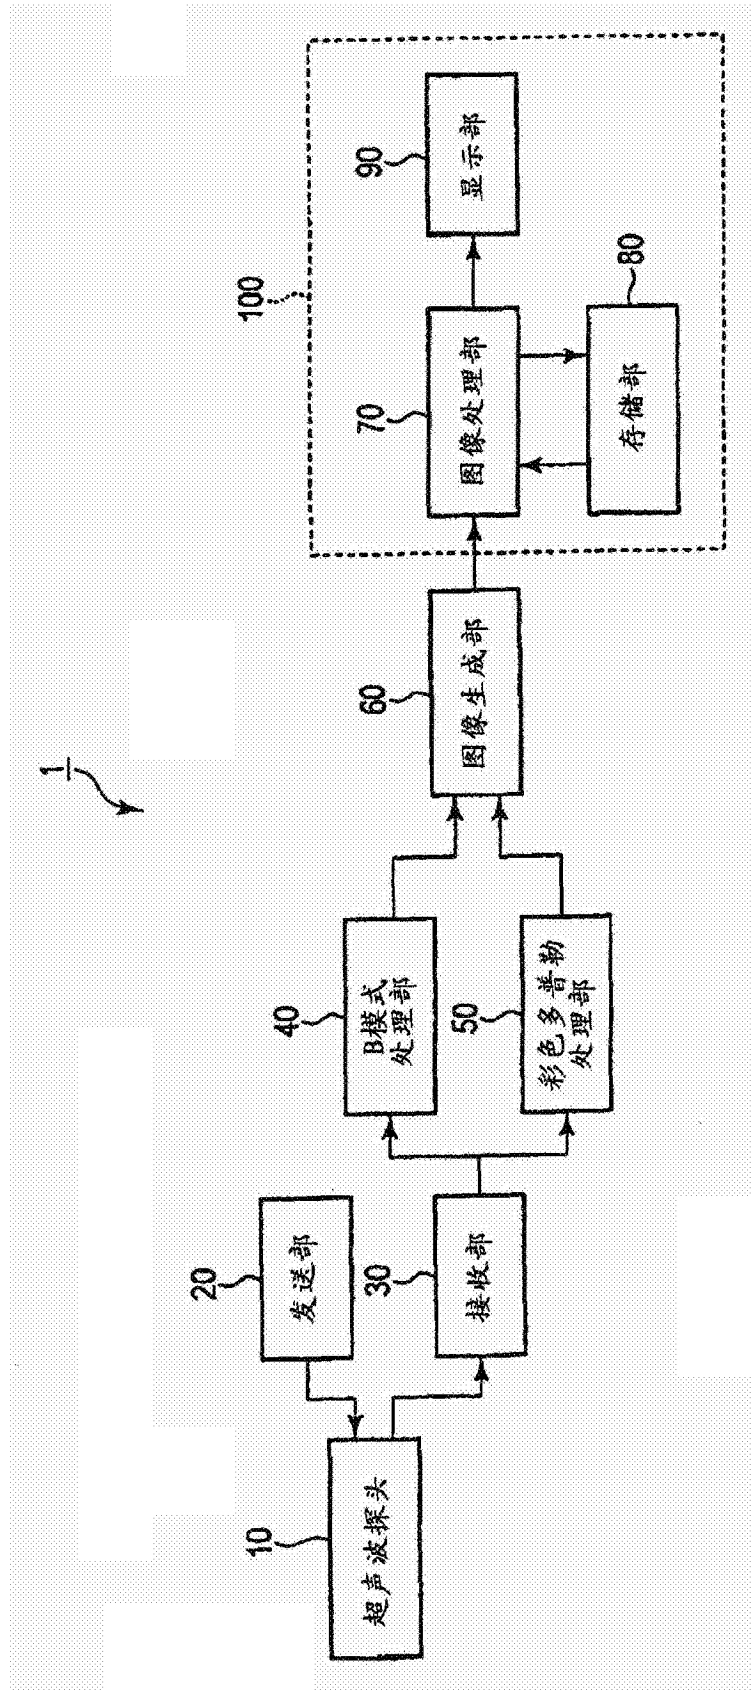 1
10
超声波探头
20
发送部
30
接收部
40
B模式
处理部
50
彩色多普勒
处理部
60
图像生成部
100
70
图像处理部
80
存储部
90
显示部